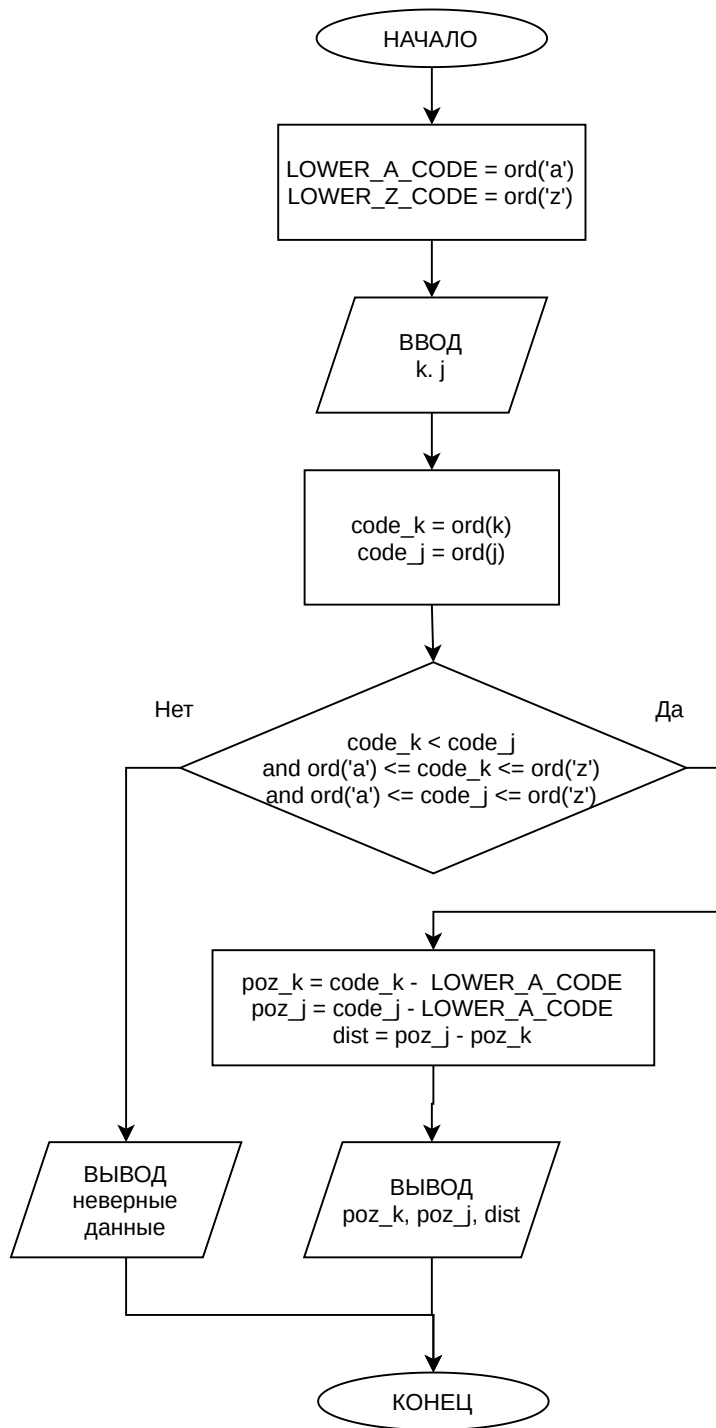 НАЧАЛО
LOWER_A_CODE = ord('a')
LOWER_Z_CODE = ord('z')
ВВОД
k. j
code_k = ord(k)
code_j = ord(j)
Нет
Да
code_k < code_j
and ord('a') <= code_k <= ord('z')
and ord('a') <= code_j <= ord('z')
poz_k = code_k - LOWER_A_CODE
poz_j = code_j - LOWER_A_CODE
dist = poz_j - poz_k
ВЫВОД
неверные
данные
ВЫВОД
poz_k, poz_j, dist
КОНЕЦ